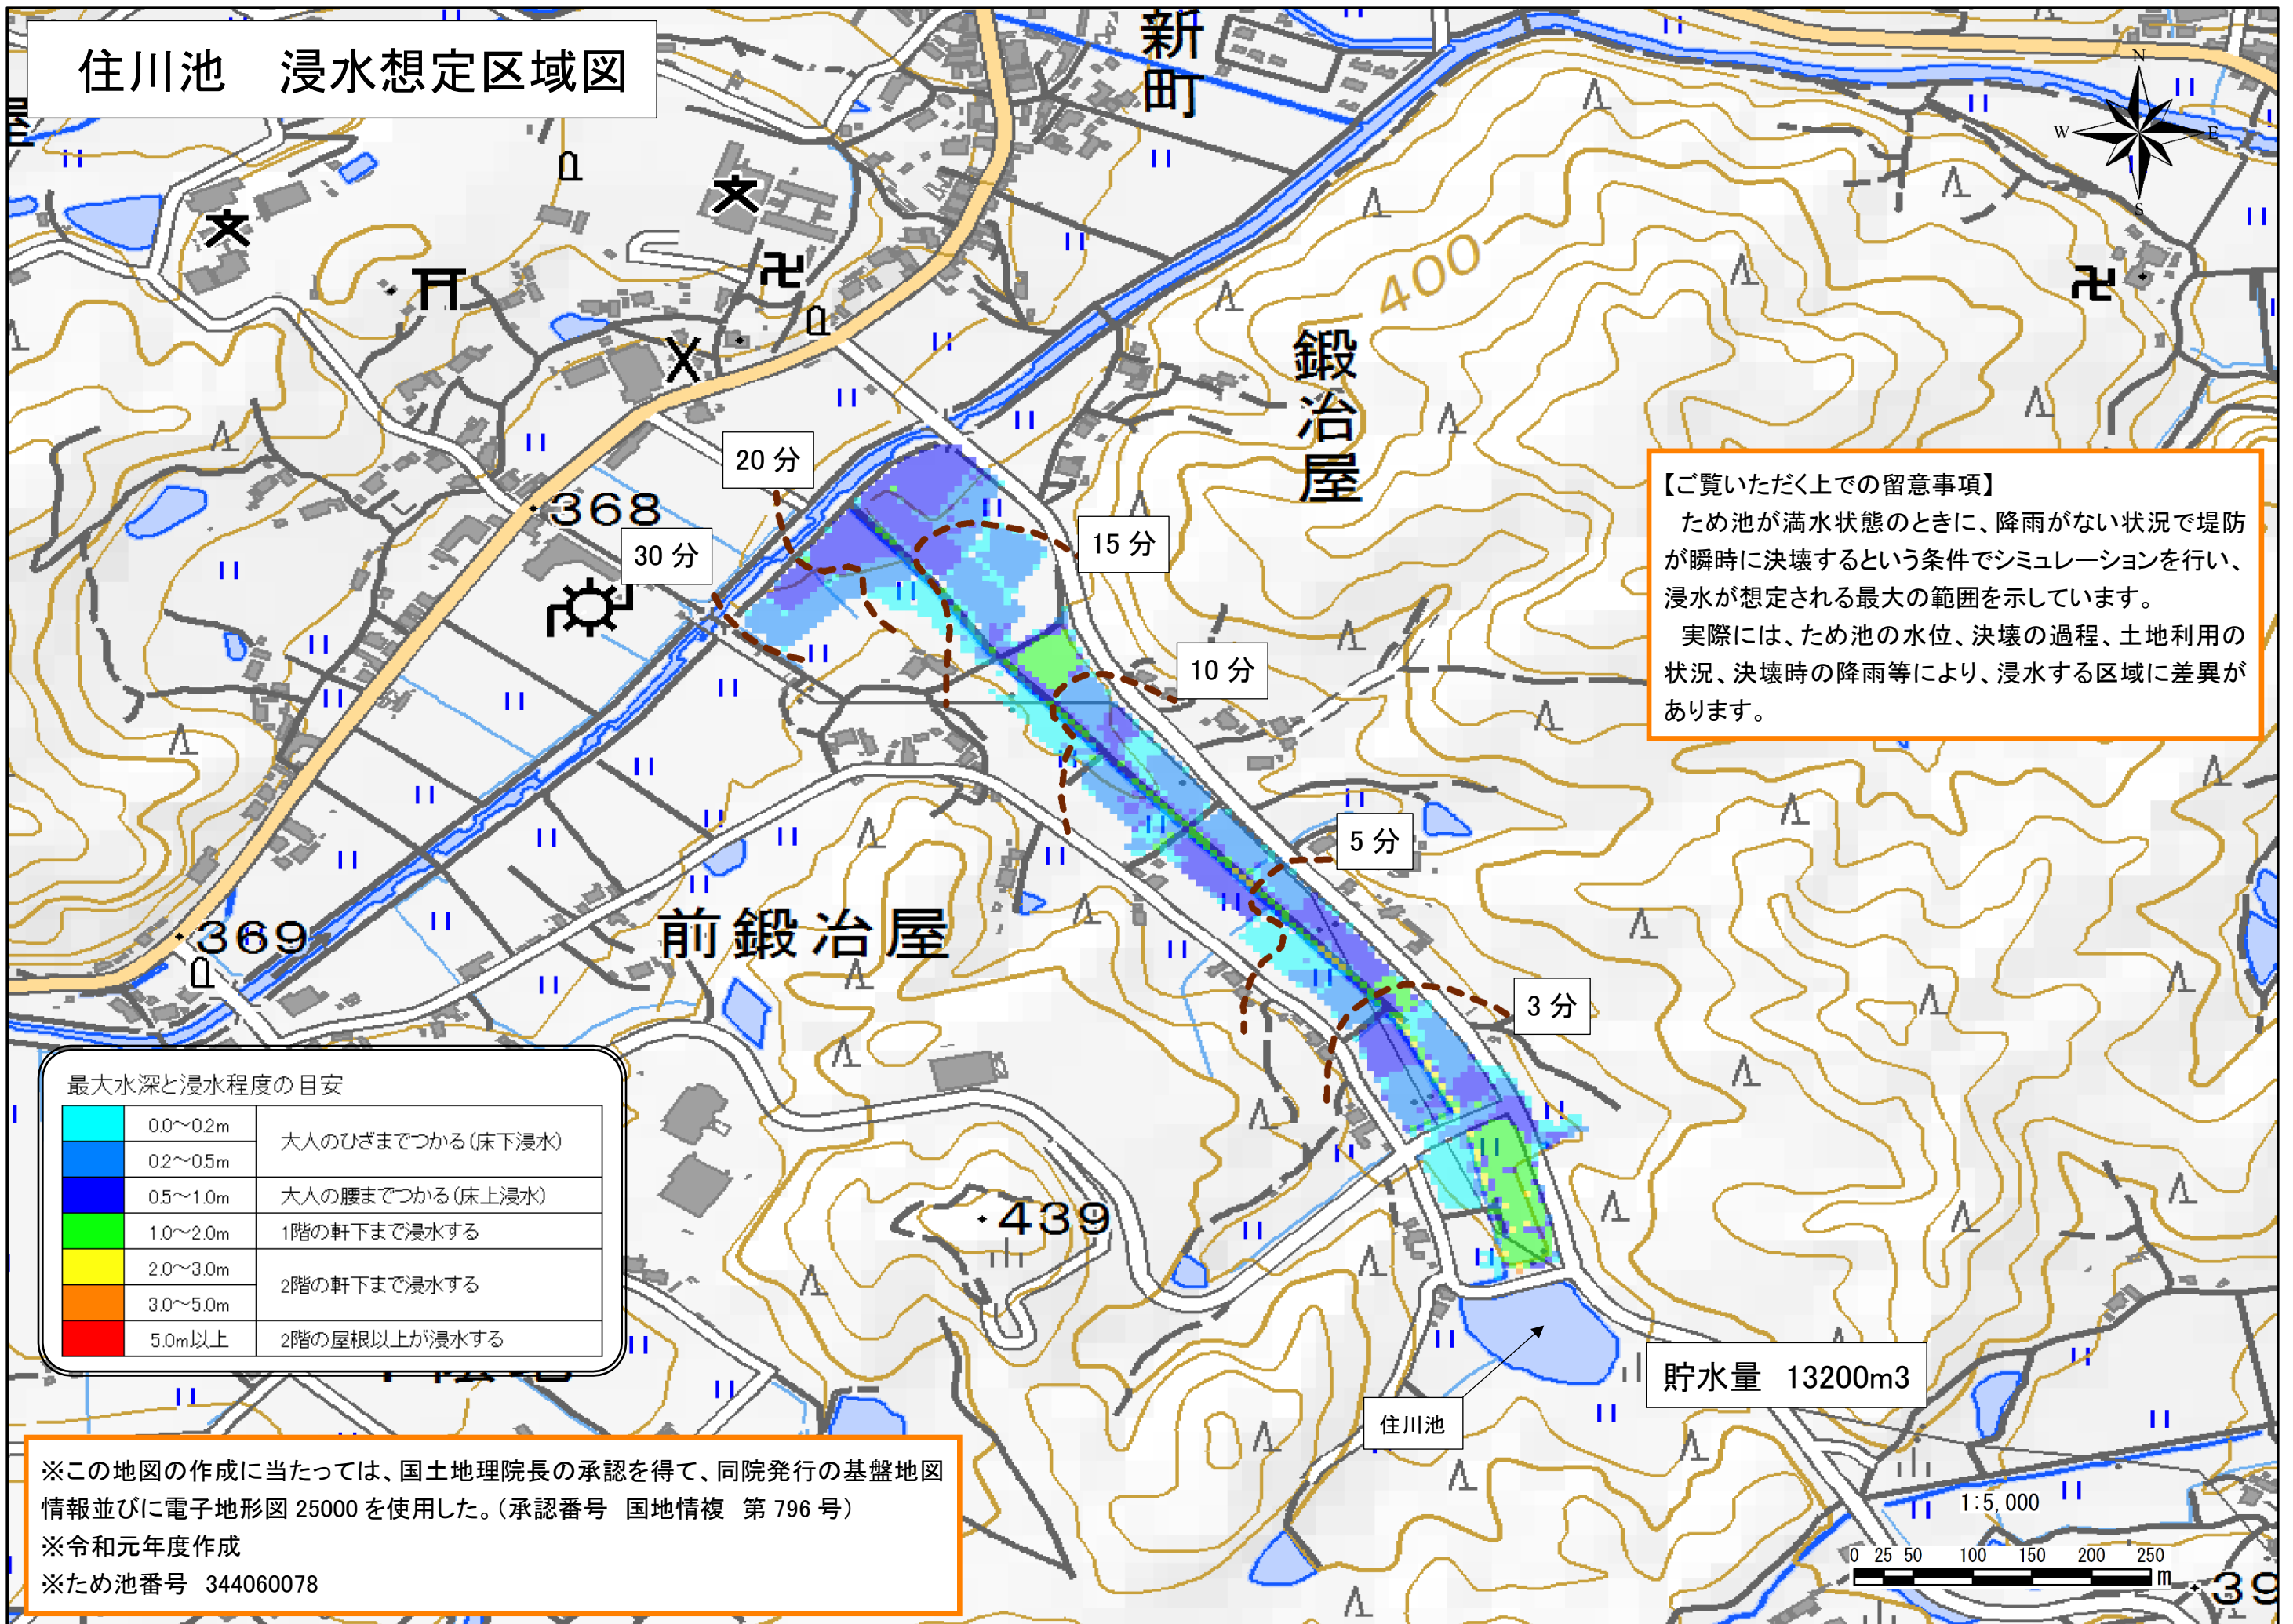 住川池　浸水想定区域図
新町
N
W
E
S
400
鍛冶屋
【ご覧いただく上での留意事項】
ため池が満水状態のときに、降雨がない状況で堤防
が瞬時に決壊するという条件でシミュレーションを行い、
浸水が想定される最大の範囲を示しています。
実際には、ため池の水位、決壊の過程、土地利用の
状況、決壊時の降雨等により、浸水する区域に差異が
あります。
20 分
368
30 分
15 分
10 分
5 分
369
前鍛冶屋
3 分
最大水深と浸水程度の目安
0.0～0.2m
大人のひざまでつかる(床下浸水)
0.2～0.5m
0.5～1.0m
大人の腰までつかる(床上浸水)
1.0～2.0m
1階の軒下まで浸水する
2.0～3.0m
2階の軒下まで浸水する
3.0～5.0m
5.0m以上
2階の屋根以上が浸水する
439
貯水量　13200m3
住川池
※この地図の作成に当たっては、国土地理院長の承認を得て、同院発行の基盤地図
情報並びに電子地形図 25000 を使用した。（承認番号　国地情複　第 796 号）
※令和元年度作成
※ため池番号　344060078
1:5,000
0 25 50 100 150 200 250
m
39